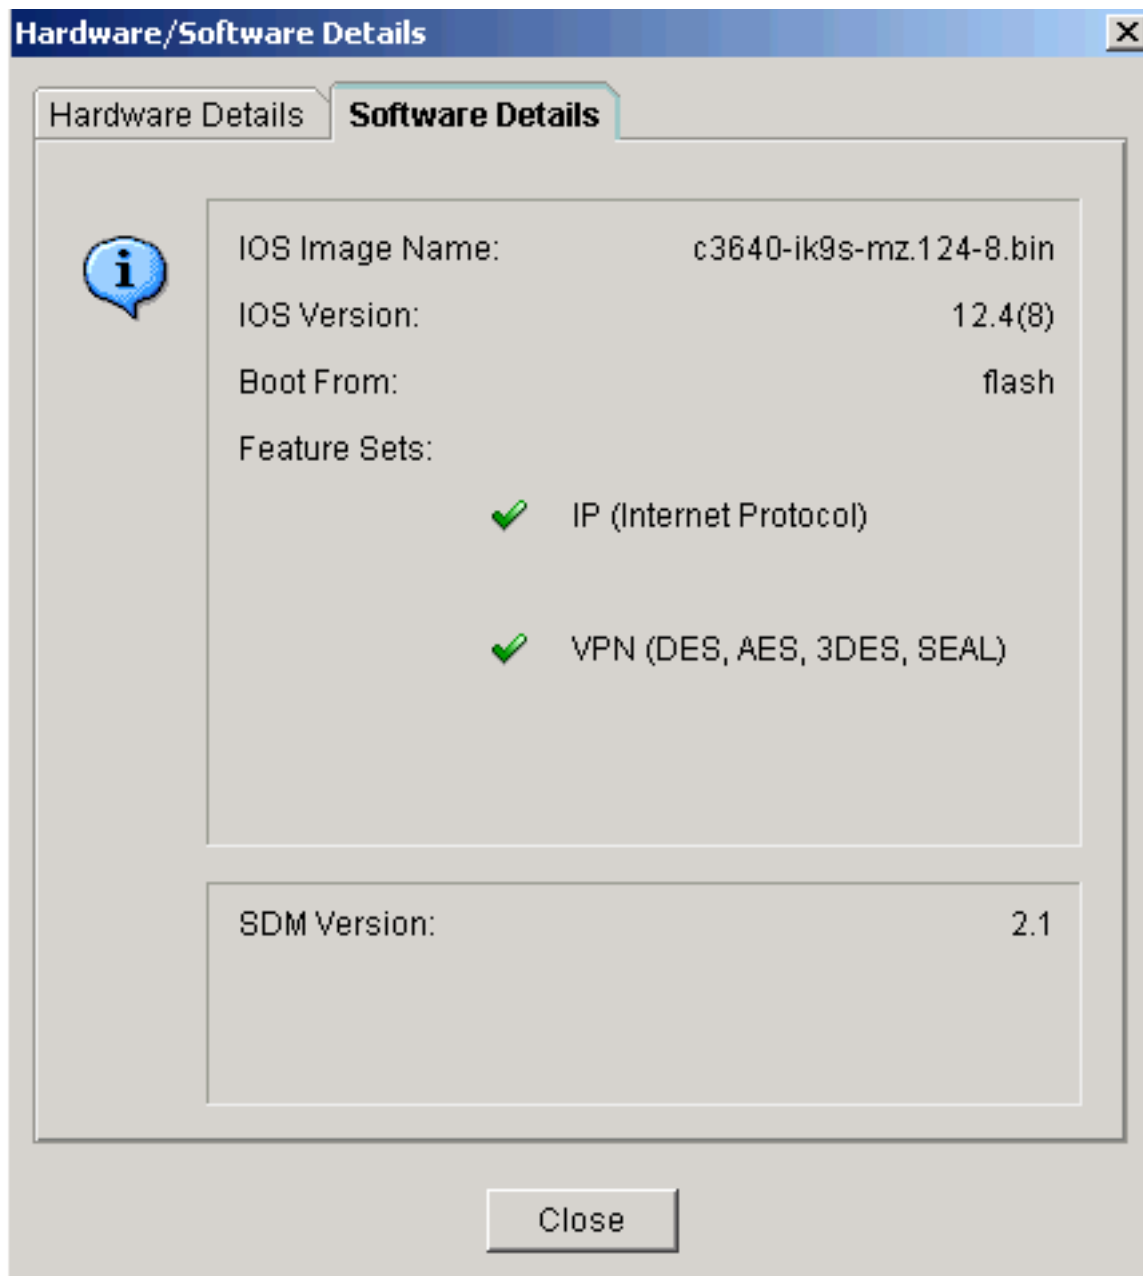 Hardware/Software Details
Hardware Details Software Details
IOS Image Name: c3640-ik9s-mz.124-8.bin
IOS Version: 12.4(8)
Boot From: flash
Feature Sets:
IP (Internet Protocol)
VPN (DES, AES, 3DES, SEAL)
SDM Version: 2.1
Close